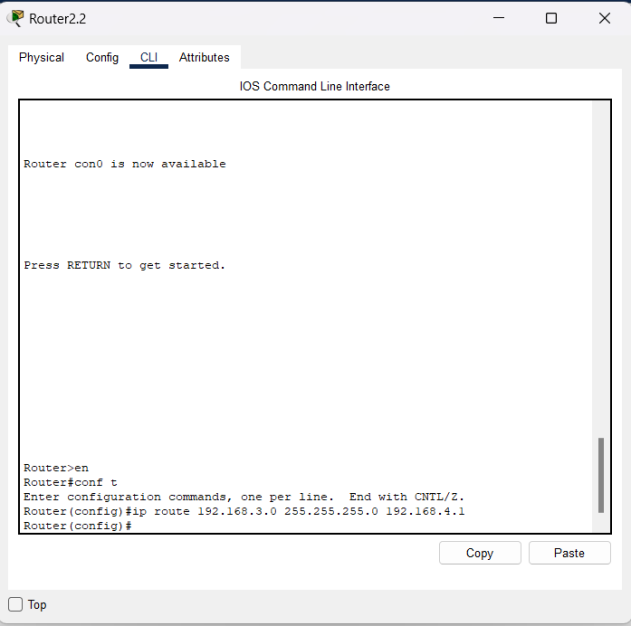 Router2.2
Physical Config CLI Attributes
IOS Command Line Interface
Router con0 is now available
Press RETURN to get started.
Router>en
Router#conf t
Enter configuration commands, one per line.  End with CNTL/Z.
Router(config)#ip route 192.168.3.0 255.255.255.0 192.168.4.1
Router(config)#
Copy Paste
Top